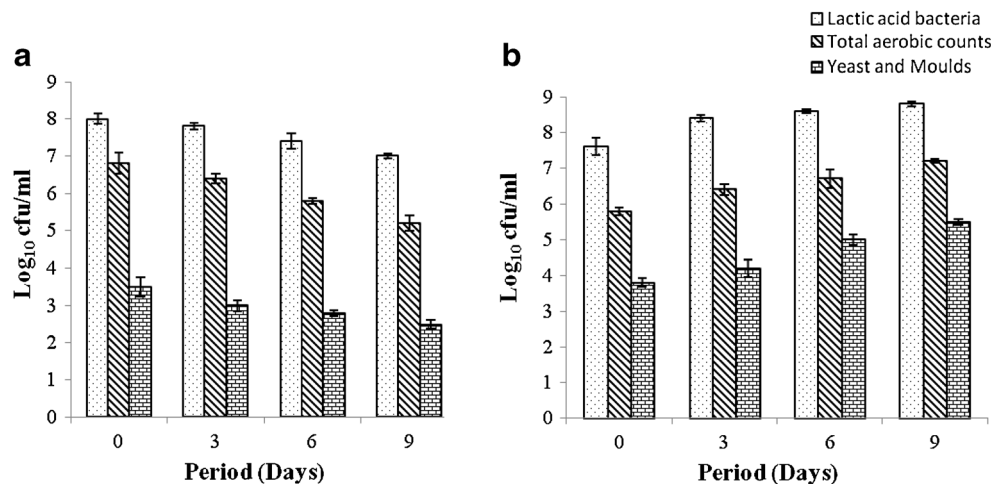 Lactic acid bacteria
Total aerobic counts
Yeast and Moulds
a
9
8
7
6
5
4
3
2
1
0
Log10 cfu/ml
0 3 6 9
Period (Days)
b
9
8
7
6
5
4
3
2
1
0
Log10 cfu/ml
0 3 6 9
Period (Days)